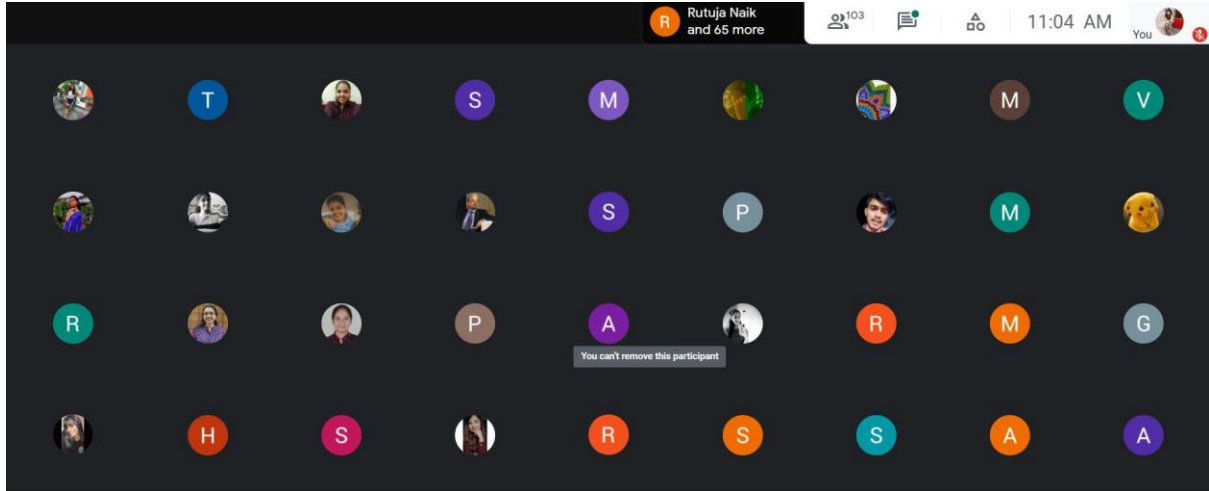 R
Rutuja Naik
and 65 more
103
11:04 AM
You
T
S
M
M
V
S
P
M
R
P
A
R
M
G
You can't remove this participant
H
S
R
S
S
A
A